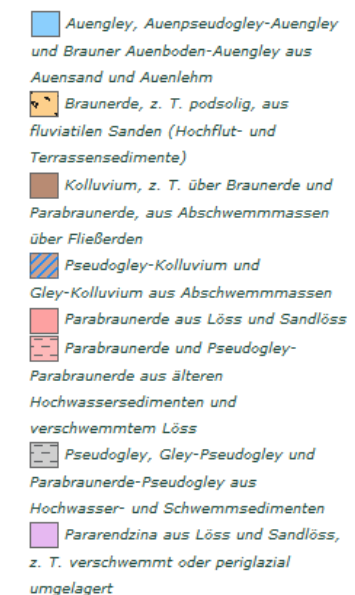 Auengley, Auenpseudogley-Auengley
und Brauner Auenboden-Auengley aus
Auensand und Auenlehm
Braunerde, z. T. podsolig, aus
fluviatilen Sanden (Hochflut- und
Terrassensedimente)
Kolluvium, z. T. über Braunerde und
Parabraunerde, aus Abschwemmmassen
über Fließerden
Pseudogley-Kolluvium und
Gley-Kolluvium aus Abschwemmmassen
Parabraunerde aus Löss und Sandlöss
Parabraunerde und Pseudogley-
Parabraunerde aus älteren
Hochwassersedimenten und
verschwemmtem Löss
Pseudogley, Gley-Pseudogley und
Parabraunerde-Pseudogley aus
Hochwasser- und Schwemmsedimenten
Pararendzina aus Löss und Sandlöss,
z. T. verschwemmt oder periglazial
umgelagert